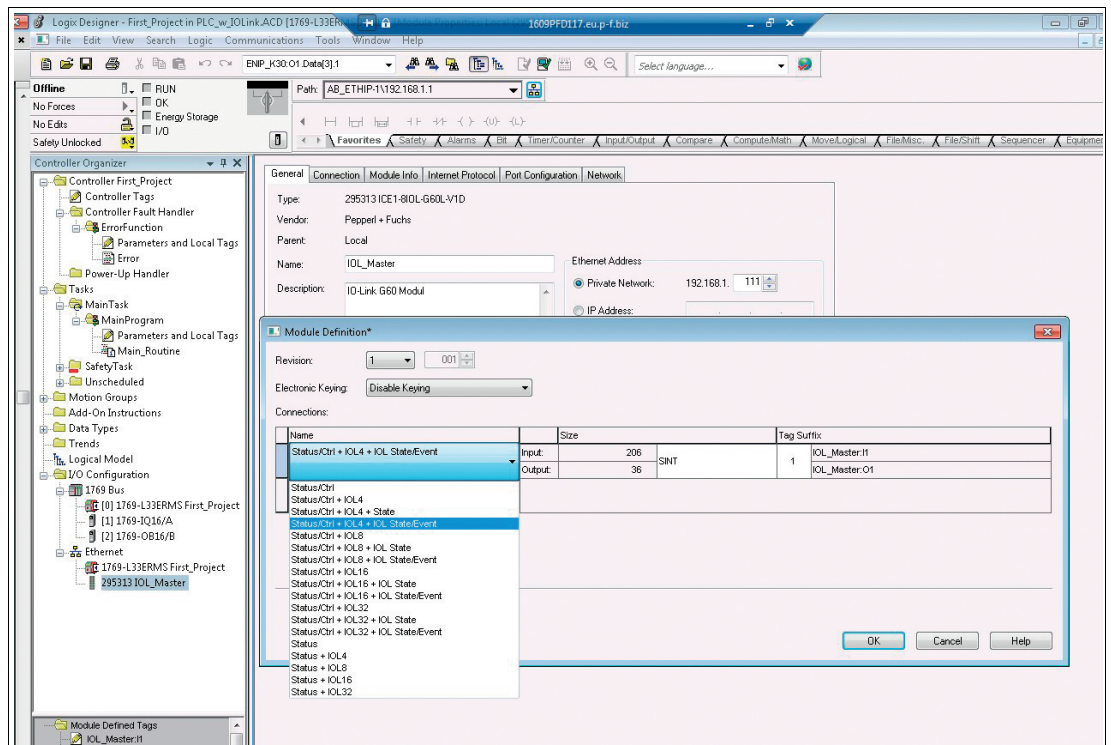 Logix Designer - First_Project in PLC_w_IOLink.ACD [1769-L33ER
1609PFD117.eu.p-f.biz
File Edit View Search Logic Communications Tools Window Help
ENIP_K30:O1.Data[3].1
Select language...
Offline
RUN
No Forces
OK
Energy Storage
No Edits
I/O
Safety Unlocked
Path: AB_ETHIP-1\192.168.1.1
Favorites Safety Alarms Bit Timer/Counter Input/Output Compare Compute/Math Move/Logical File/Misc. File/Shift Sequencer Equipmen
Controller Organizer
Controller First_Project
Controller Tags
Controller Fault Handler
ErrorFunction
Parameters and Local Tags
Error
Power-Up Handler
Tasks
MainTask
MainProgram
Parameters and Local Tags
Main_Routine
SafetyTask
Unscheduled
Motion Groups
Add-On Instructions
Data Types
Trends
Logical Model
I/O Configuration
1769 Bus
[0] 1769-L33ERMS First_Project
[1] 1769-IQ16/A
[2] 1769-OB16/B
Ethernet
1769-L33ERMS First_Project
295313 IOL_Master
Module Defined Tags
IOL_Master:I1
General Connection Module Info Internet Protocol Port Configuration Network
Type: 295313 ICE1-8IOL-G60L-V1D
Vendor: Pepperl + Fuchs
Parent: Local
Name: IOL_Master
Description: IO-Link G60 Modul
Ethernet Address
Private Network: 192.168.1. 111
IP Address:
Module Definition*
Revision: 1 001
Electronic Keying: Disable Keying
Connections:
Name Size Tag Suffix
Status/Ctrl + IOL4 + IOL State/Event Input: 206 SINT 1 IOL_Master:I1
Output: 36 IOL_Master:O1
Status/Ctrl
Status/Ctrl + IOL4
Status/Ctrl + IOL4 + State
Status/Ctrl + IOL4 + IOL State/Event
Status/Ctrl + IOL8
Status/Ctrl + IOL8 + IOL State
Status/Ctrl + IOL8 + IOL State/Event
Status/Ctrl + IOL16
Status/Ctrl + IOL16 + IOL State
Status/Ctrl + IOL16 + IOL State/Event
Status/Ctrl + IOL32
Status/Ctrl + IOL32 + IOL State
Status/Ctrl + IOL32 + IOL State/Event
Status
Status + IOL4
Status + IOL8
Status + IOL16
Status + IOL32
OK Cancel Help